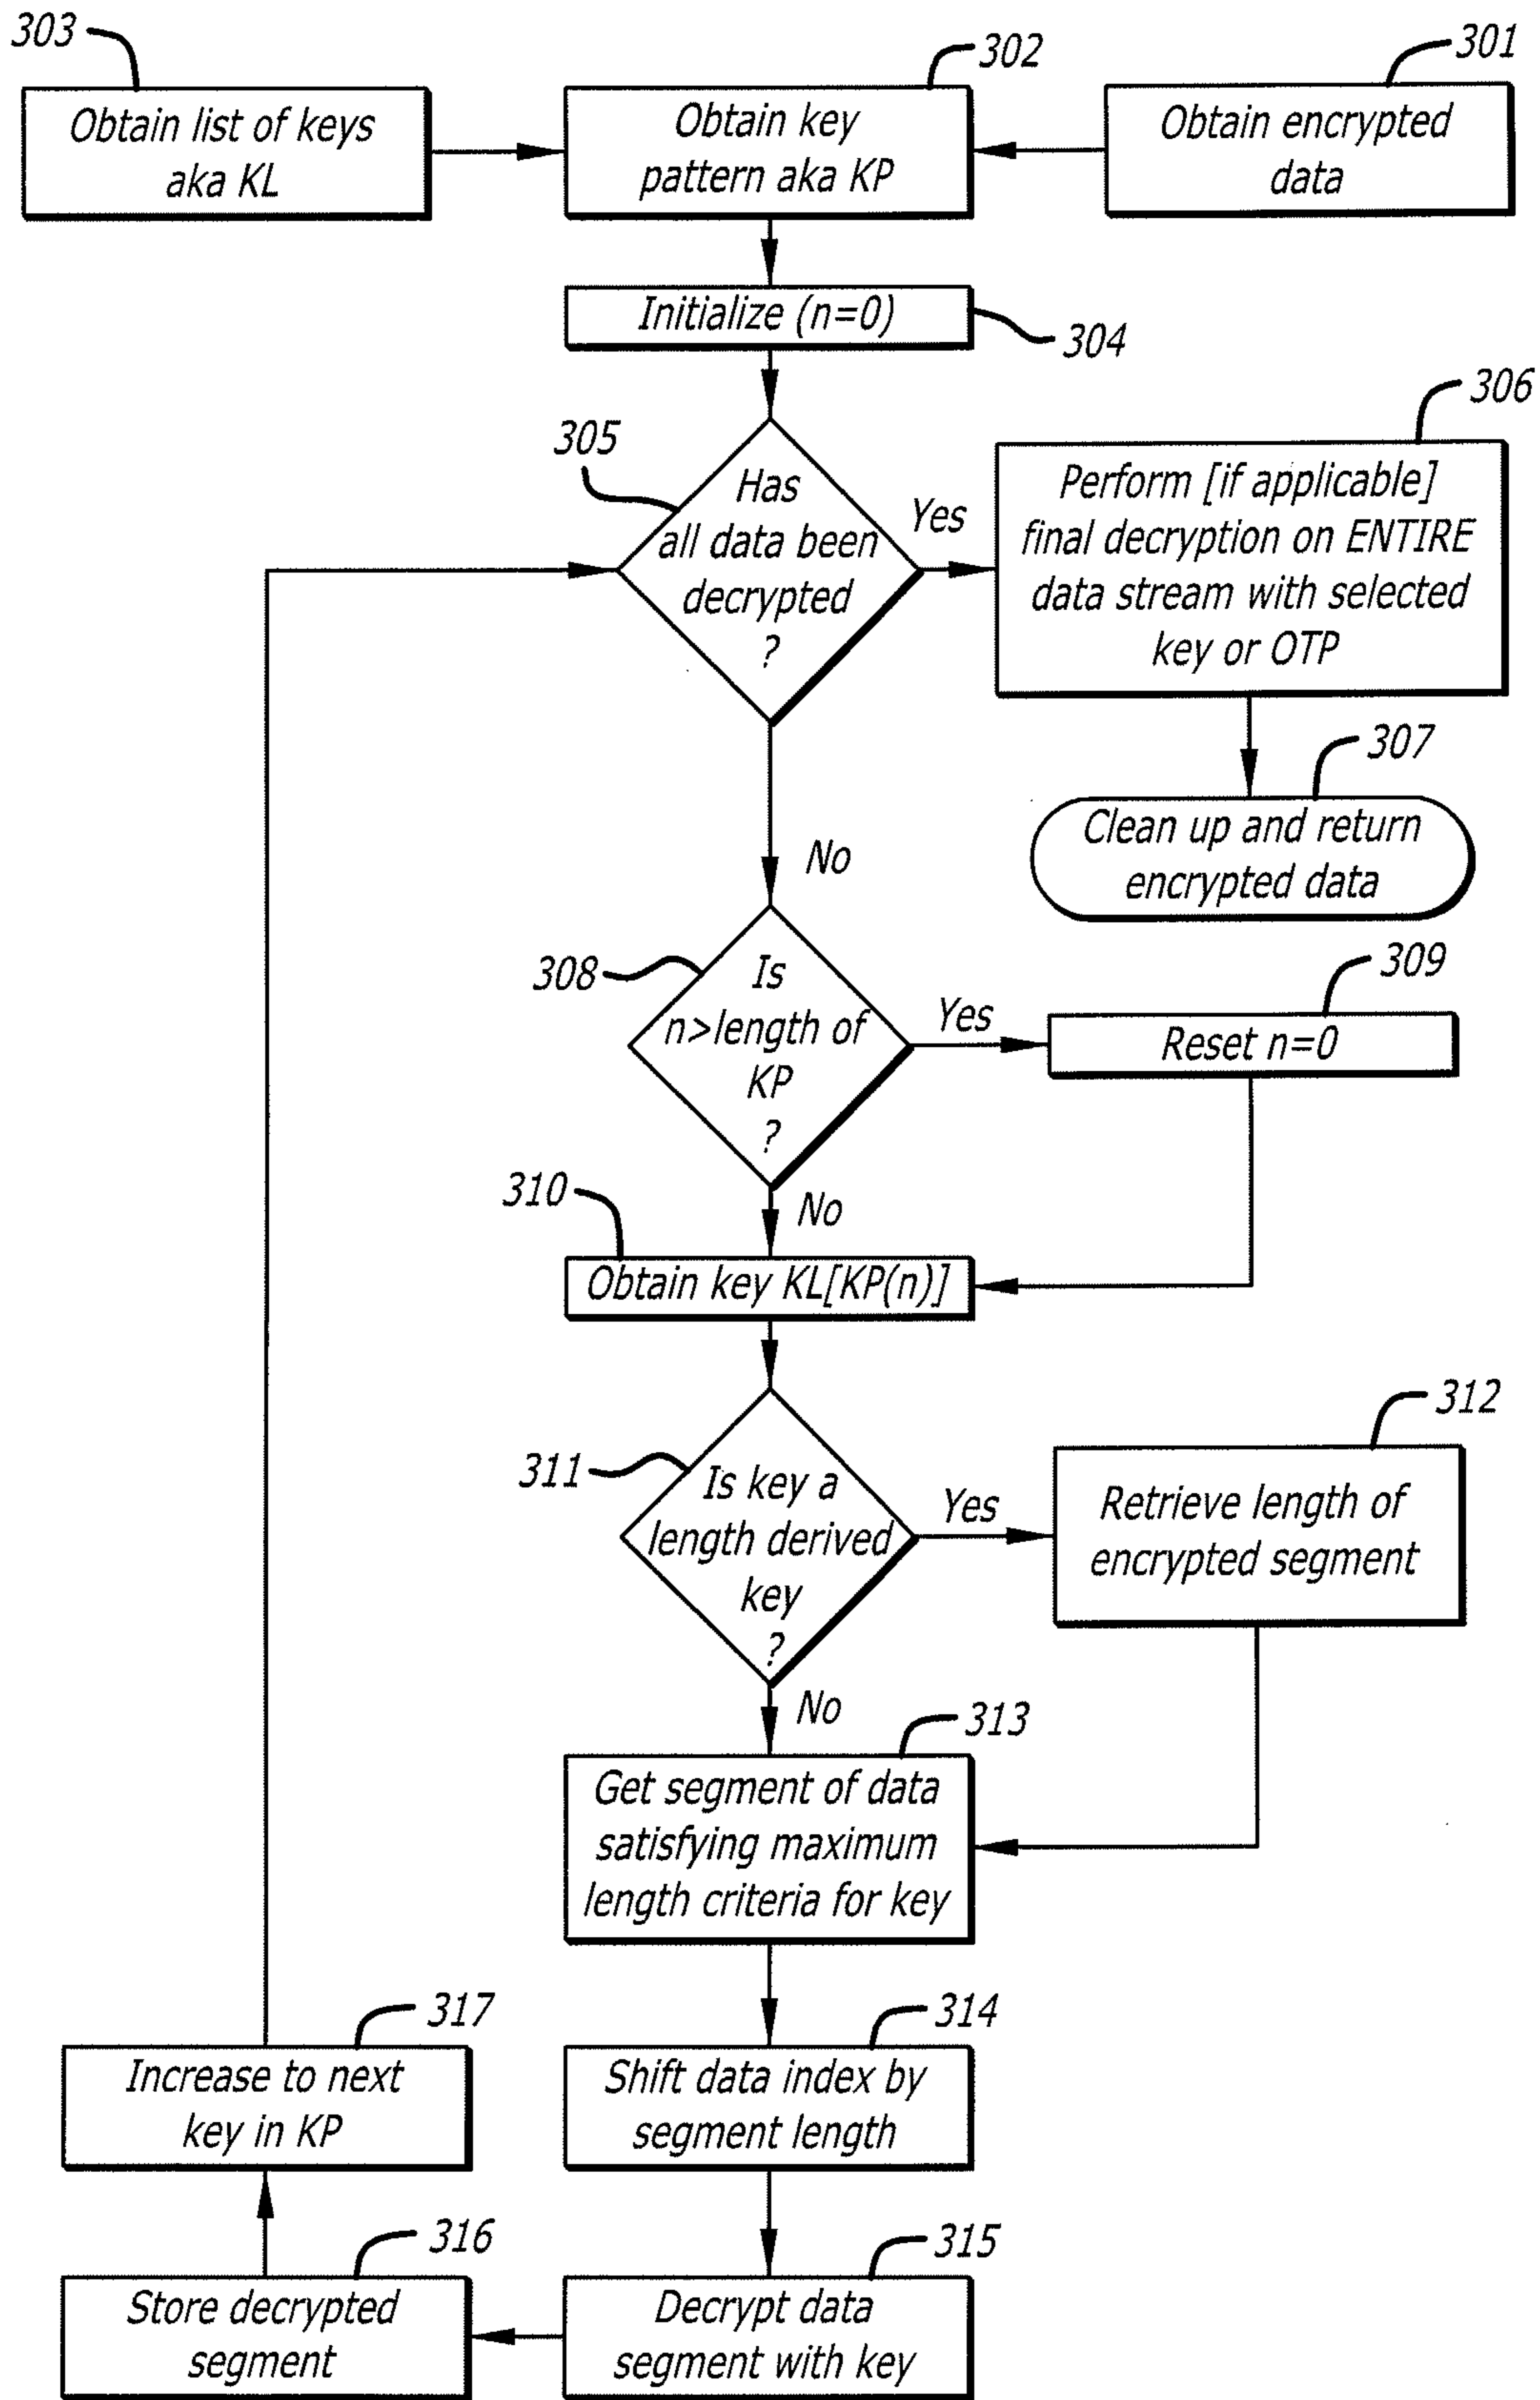 303
Obtain list of keys
aka KL
302
Obtain key
pattern aka KP
301
Obtain encrypted
data
Initialize (n=0)
304
305
Has
all data been
decrypted
?
Yes
No
306
Perform [if applicable]
final decryption on ENTIRE
data stream with selected
key or OTP
307
Clean up and return
encrypted data
308
Is
n>length of
KP
?
Yes
No
309
Reset n=0
310
Obtain key KL[KP(n)]
311
Is key a
length derived
key
?
Yes
No
312
Retrieve length of
encrypted segment
313
Get segment of data
satisfying maximum
length criteria for key
314
Shift data index by
segment length
315
Decrypt data
segment with key
316
Store decrypted
segment
317
Increase to next
key in KP